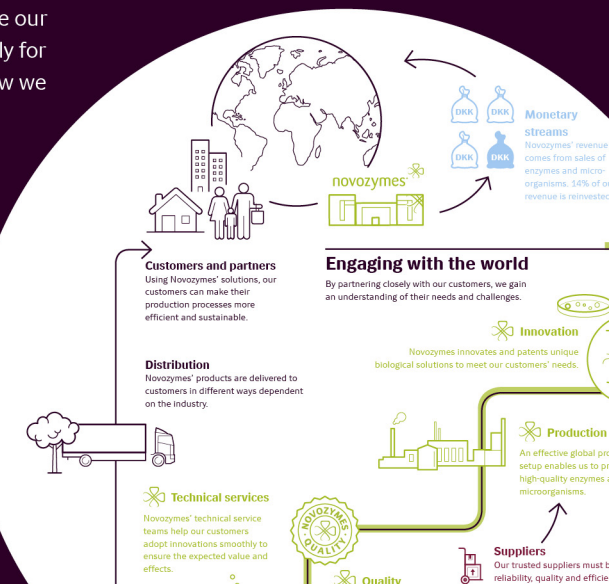 e our
ly for
w we
DKK
DKK
DKK
DKK
Monetary
streams
Novozymes' revenue
comes from sales of
enzymes and micro-
organisms. 14% of o
revenue is reinvested
novozymes
Customers and partners
Using Novozymes' solutions, our
customers can make their
production processes more
efficient and sustainable.
Engaging with the world
By partnering closely with our customers, we gain
an understanding of their needs and challenges.
Innovation
Novozymes innovates and patents unique
biological solutions to meet our customers' needs.
Distribution
Novozymes' products are delivered to
customers in different ways dependent
on the industry.
Production
An effective global pro
setup enables us to pr
high-quality enzymes a
microorganisms.
Technical services
Novozymes' technical service
teams help our customers
adopt innovations smoothly to
ensure the expected value and
effects.
NOVOZYMES
QUALITY
Quality
Suppliers
Our trusted suppliers must b
reliability, quality and efficie